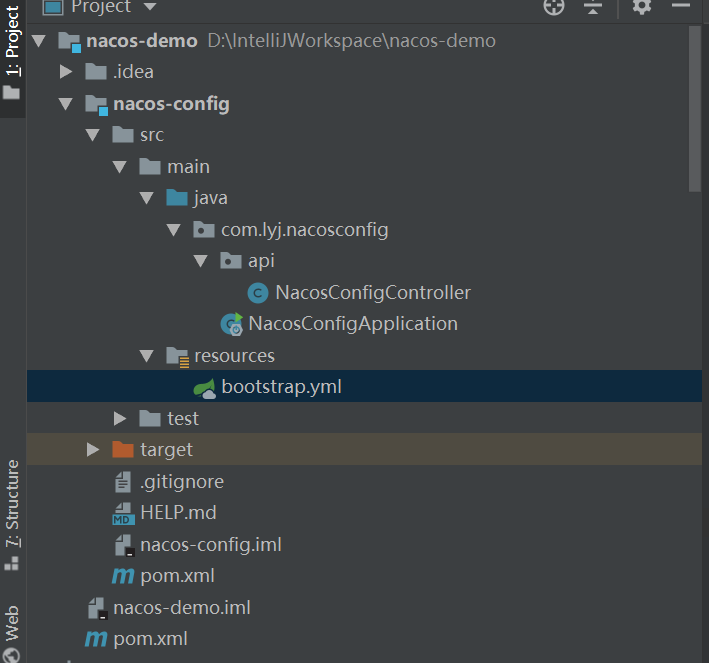 Project
1: Project
nacos-demo D:\IntelliJWorkspace\nacos-demo
.idea
nacos-config
src
main
java
com.lyj.nacosconfig
api
C NacosConfigController
C NacosConfigApplication
resources
bootstrap.yml
test
target
.gitignore
MD HELP.md
nacos-config.iml
m pom.xml
nacos-demo.iml
m pom.xml
7: Structure
Web